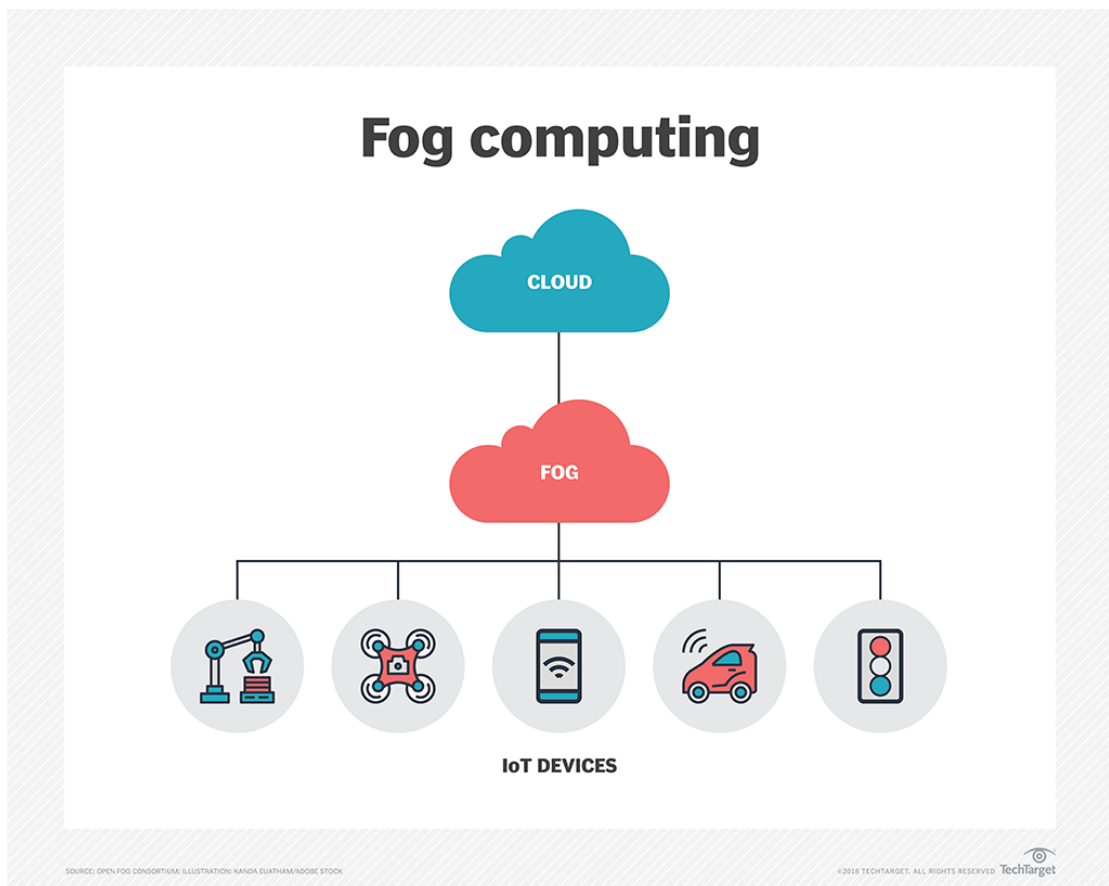 Fog computing
CLOUD
FOG
IoT DEVICES
SOURCE: OPEN FOG CONSORTIUM; ILLUSTRATION: KANDA EUATHAM/ADOBE STOCK
©2018 TECHTARGET. ALL RIGHTS RESERVED TechTarget